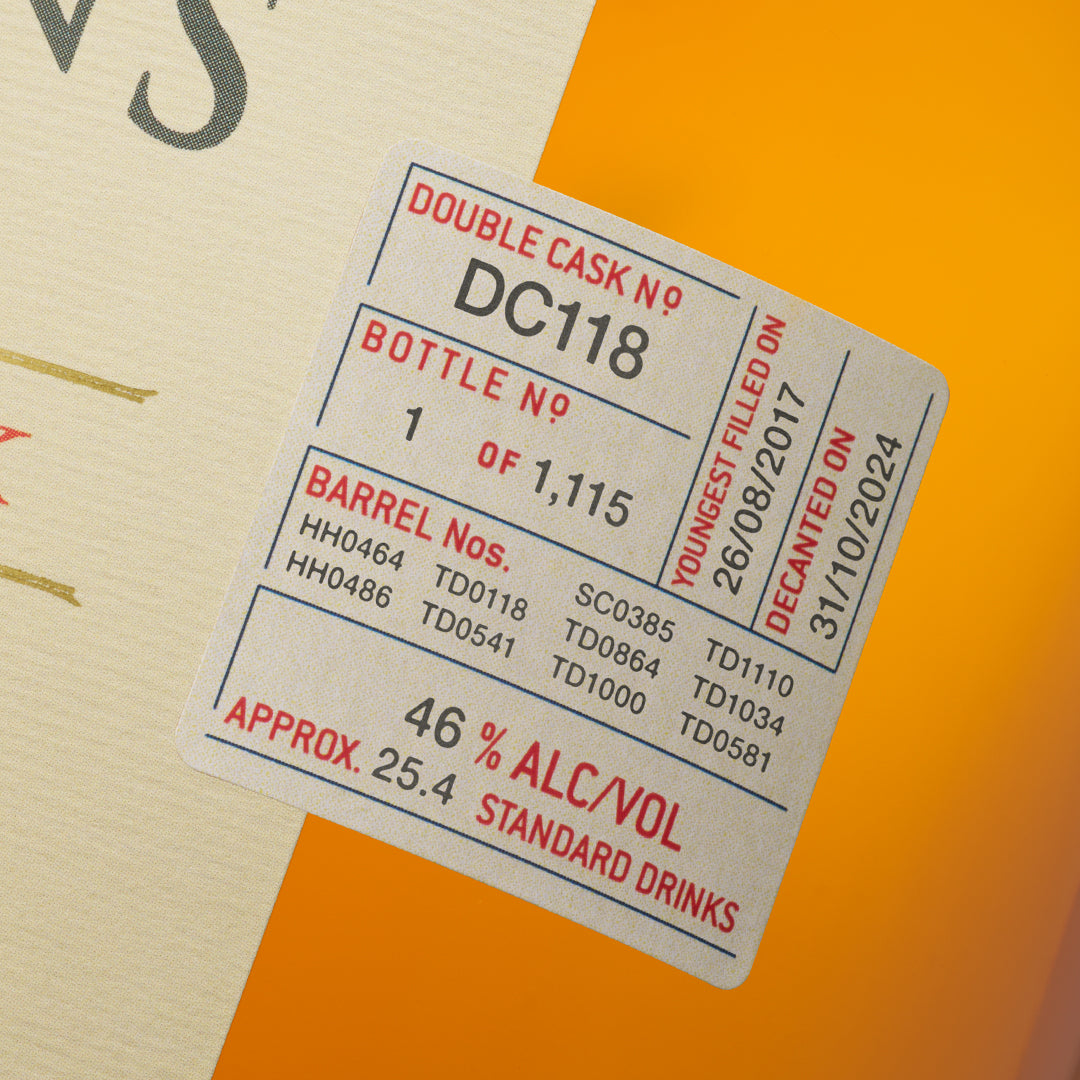 S
DOUBLE CASK Nº
DC118
BOTTLE Nº
1 OF 1,115
BARREL Nos. SC0385 TD1110
HH0464 TD0118 TD0864 TD1034
HH0486 TD0541 TD1000 TD0581
YOUNGEST FILLED ON
26/08/2017
DECANTED ON
31/10/2024
46 % ALC/VOL
APPROX. 25.4 STANDARD DRINKS